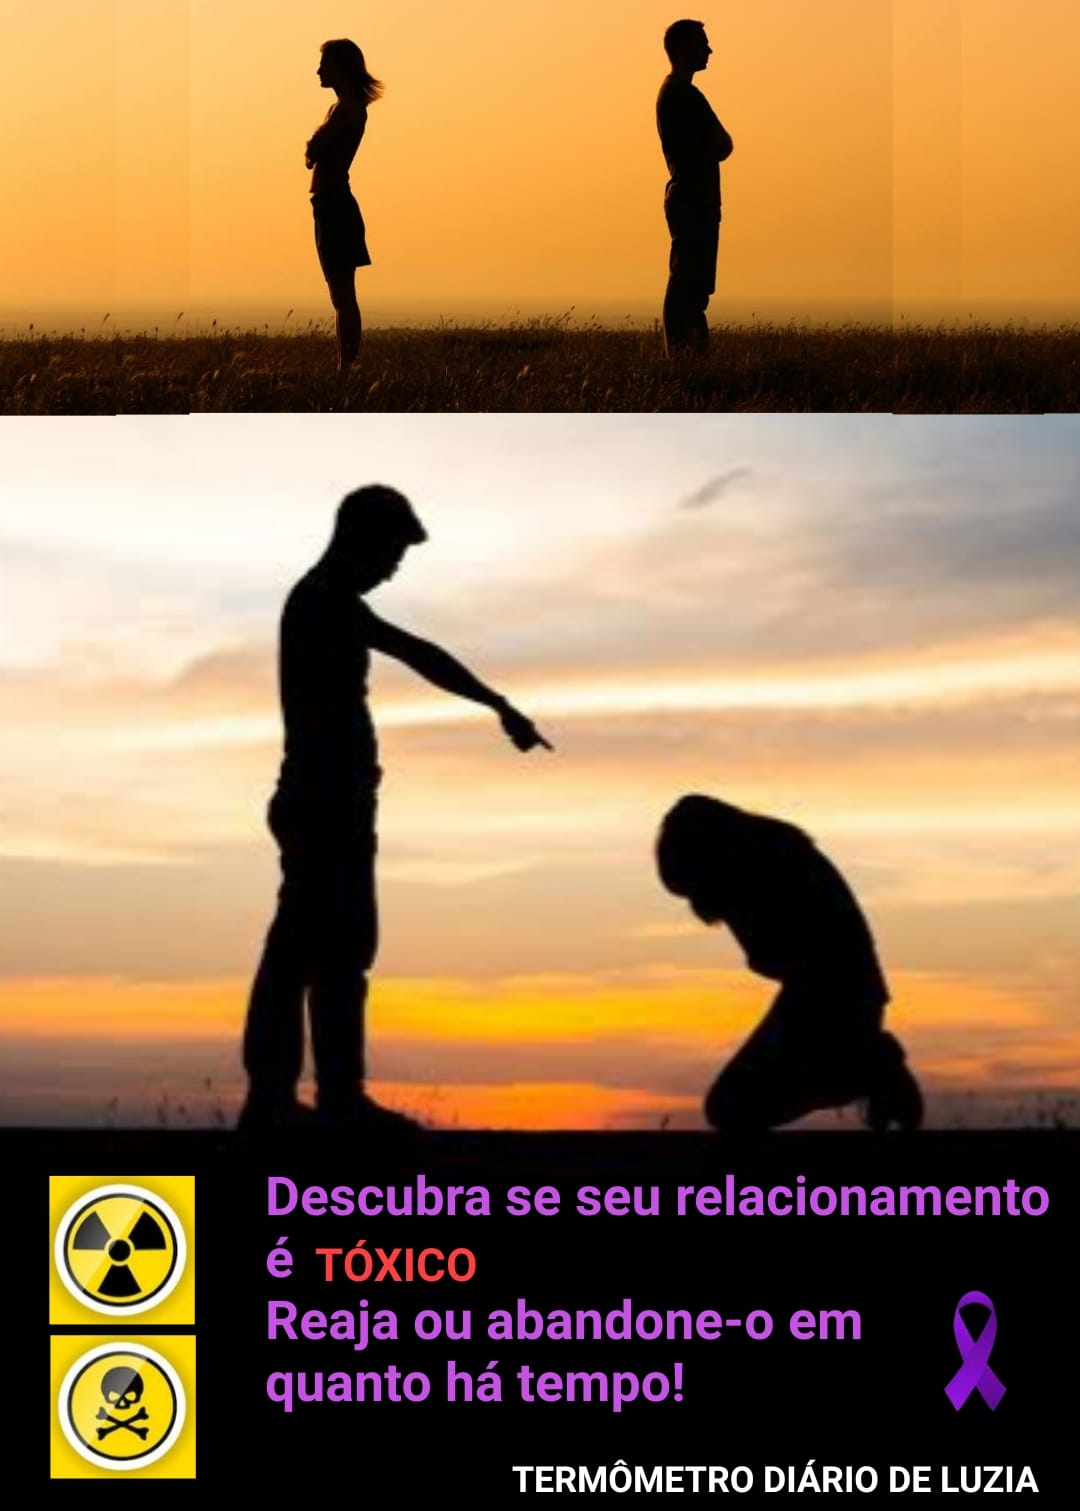 Descubra se seu relacionamento
é TÓXICO
Reaja ou abandone-o em
quanto há tempo!
TERMÔMETRO DIÁRIO DE LUZIA